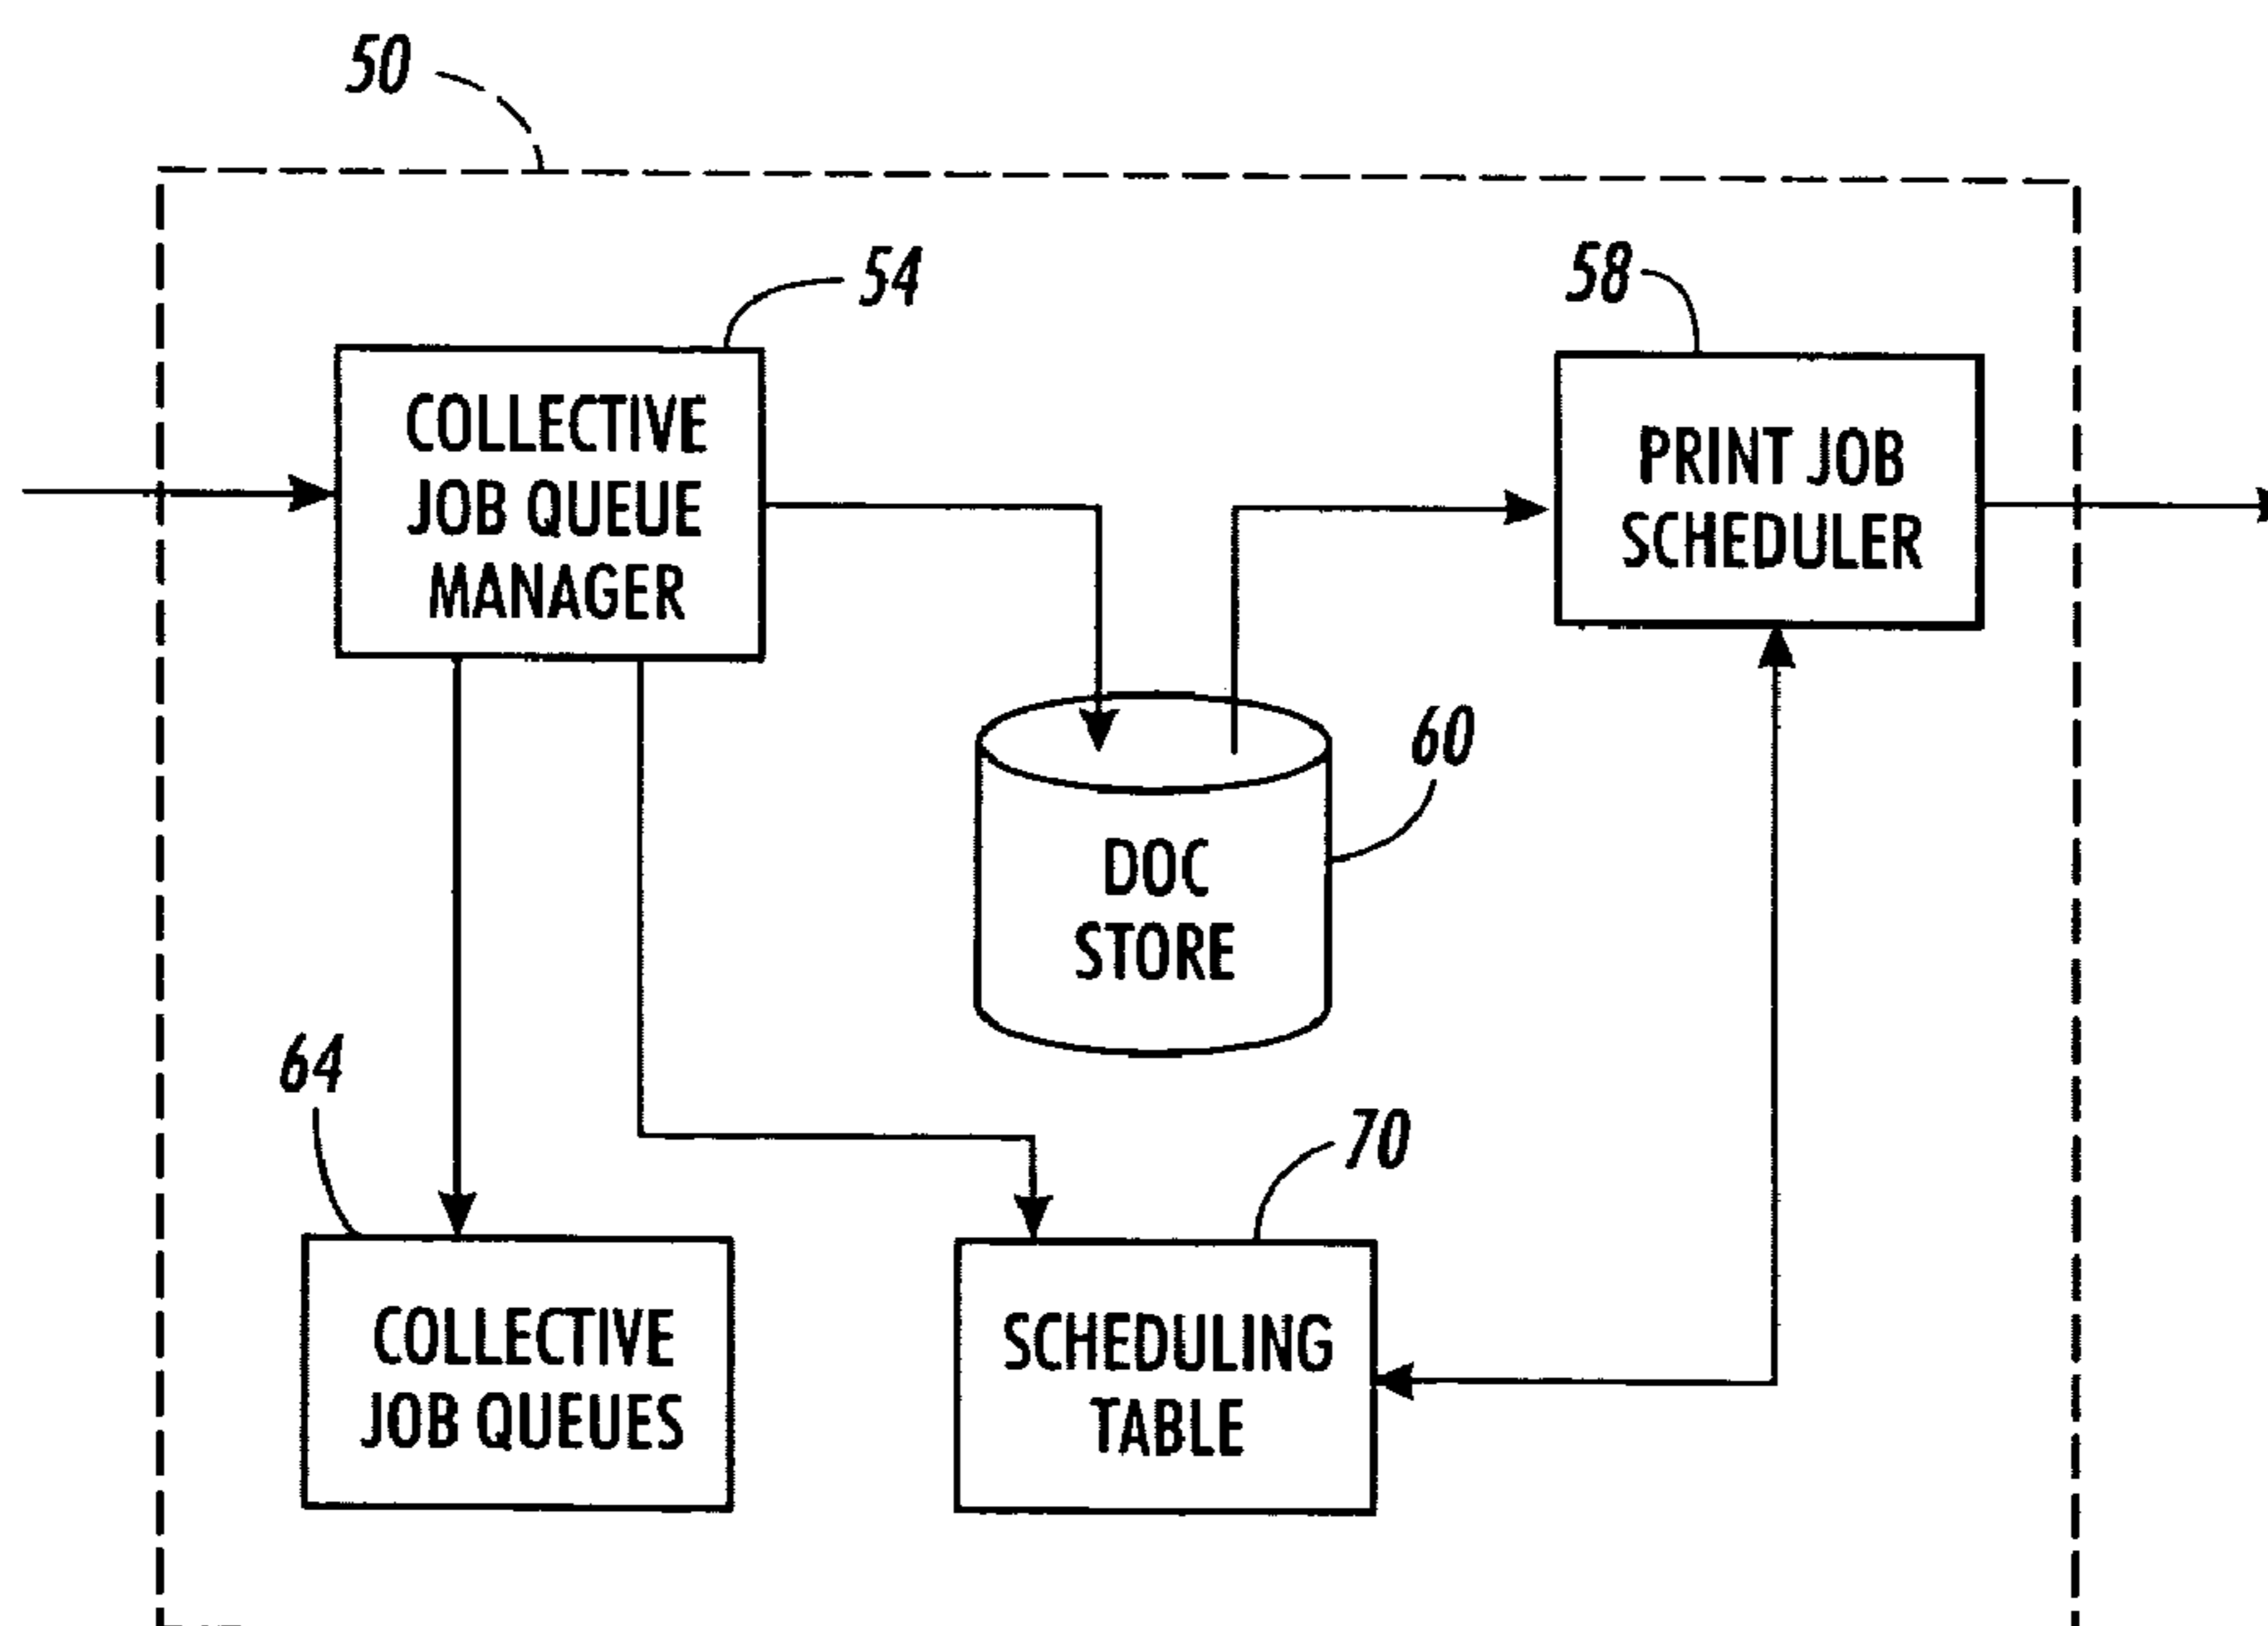 50
54
58
COLLECTIVE
JOB QUEUE
MANAGER
PRINT JOB
SCHEDULER
60
DOC
STORE
64
70
COLLECTIVE
JOB QUEUES
SCHEDULING
TABLE